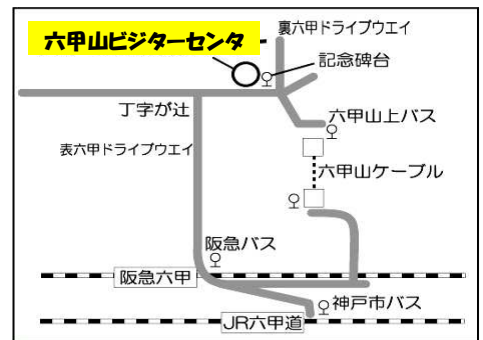 裏六甲ドライブウエイ
六甲山ビジターセンタ
記念碑台
丁字が辻
六甲山上バス
表六甲ドライブウエイ
六甲山ケーブル
阪急バス
阪急六甲
神戸市バス
JR六甲道